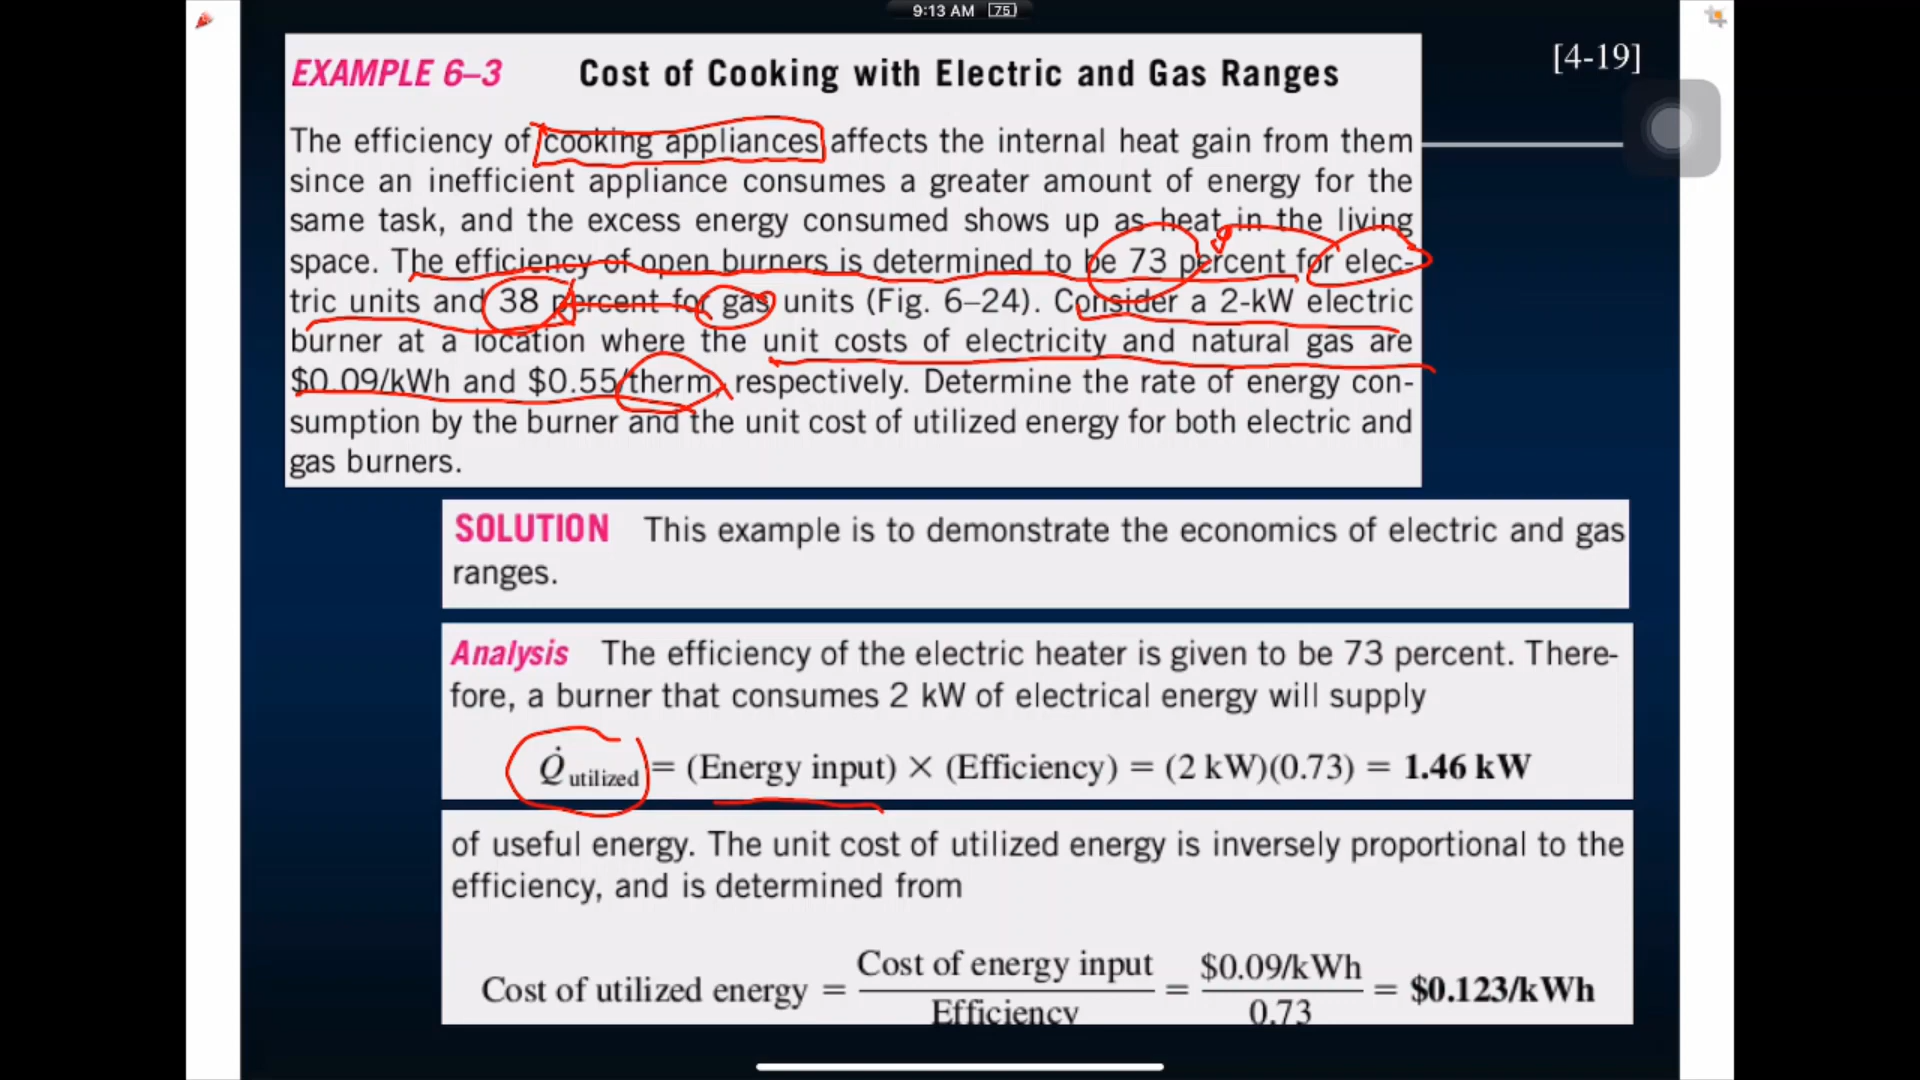 9:13 AM 75
[4-19]
EXAMPLE 6–3 Cost of Cooking with Electric and Gas Ranges
The efficiency of cooking appliances affects the internal heat gain from them
since an inefficient appliance consumes a greater amount of energy for the
same task, and the excess energy consumed shows up as heat in the living
space. The efficiency of open burners is determined to be 73 percent for elec-
tric units and 38 percent for gas units (Fig. 6–24). Consider a 2-kW electric
burner at a location where the unit costs of electricity and natural gas are
$0.09/kWh and $0.55/therm, respectively. Determine the rate of energy con-
sumption by the burner and the unit cost of utilized energy for both electric and
gas burners.
SOLUTION This example is to demonstrate the economics of electric and gas
ranges.
Analysis The efficiency of the electric heater is given to be 73 percent. There-
fore, a burner that consumes 2 kW of electrical energy will supply
Q̇ utilized = (Energy input) × (Efficiency) = (2 kW)(0.73) = 1.46 kW
of useful energy. The unit cost of utilized energy is inversely proportional to the
efficiency, and is determined from
Cost of utilized energy = Cost of energy input / Efficiency = $0.09/kWh / 0.73 = $0.123/kWh